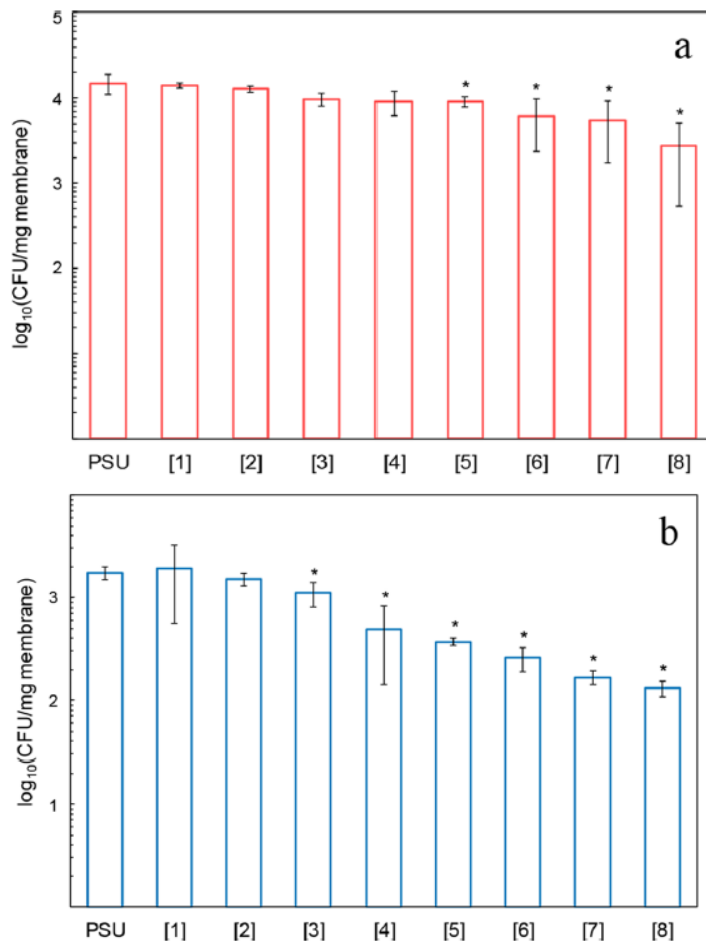 5
a
4
* * * *
3
2
log10(CFU/mg membrane)
PSU [1] [2] [3] [4] [5] [6] [7] [8]
b
3
* * * * * *
2
1
log10(CFU/mg membrane)
PSU [1] [2] [3] [4] [5] [6] [7] [8]